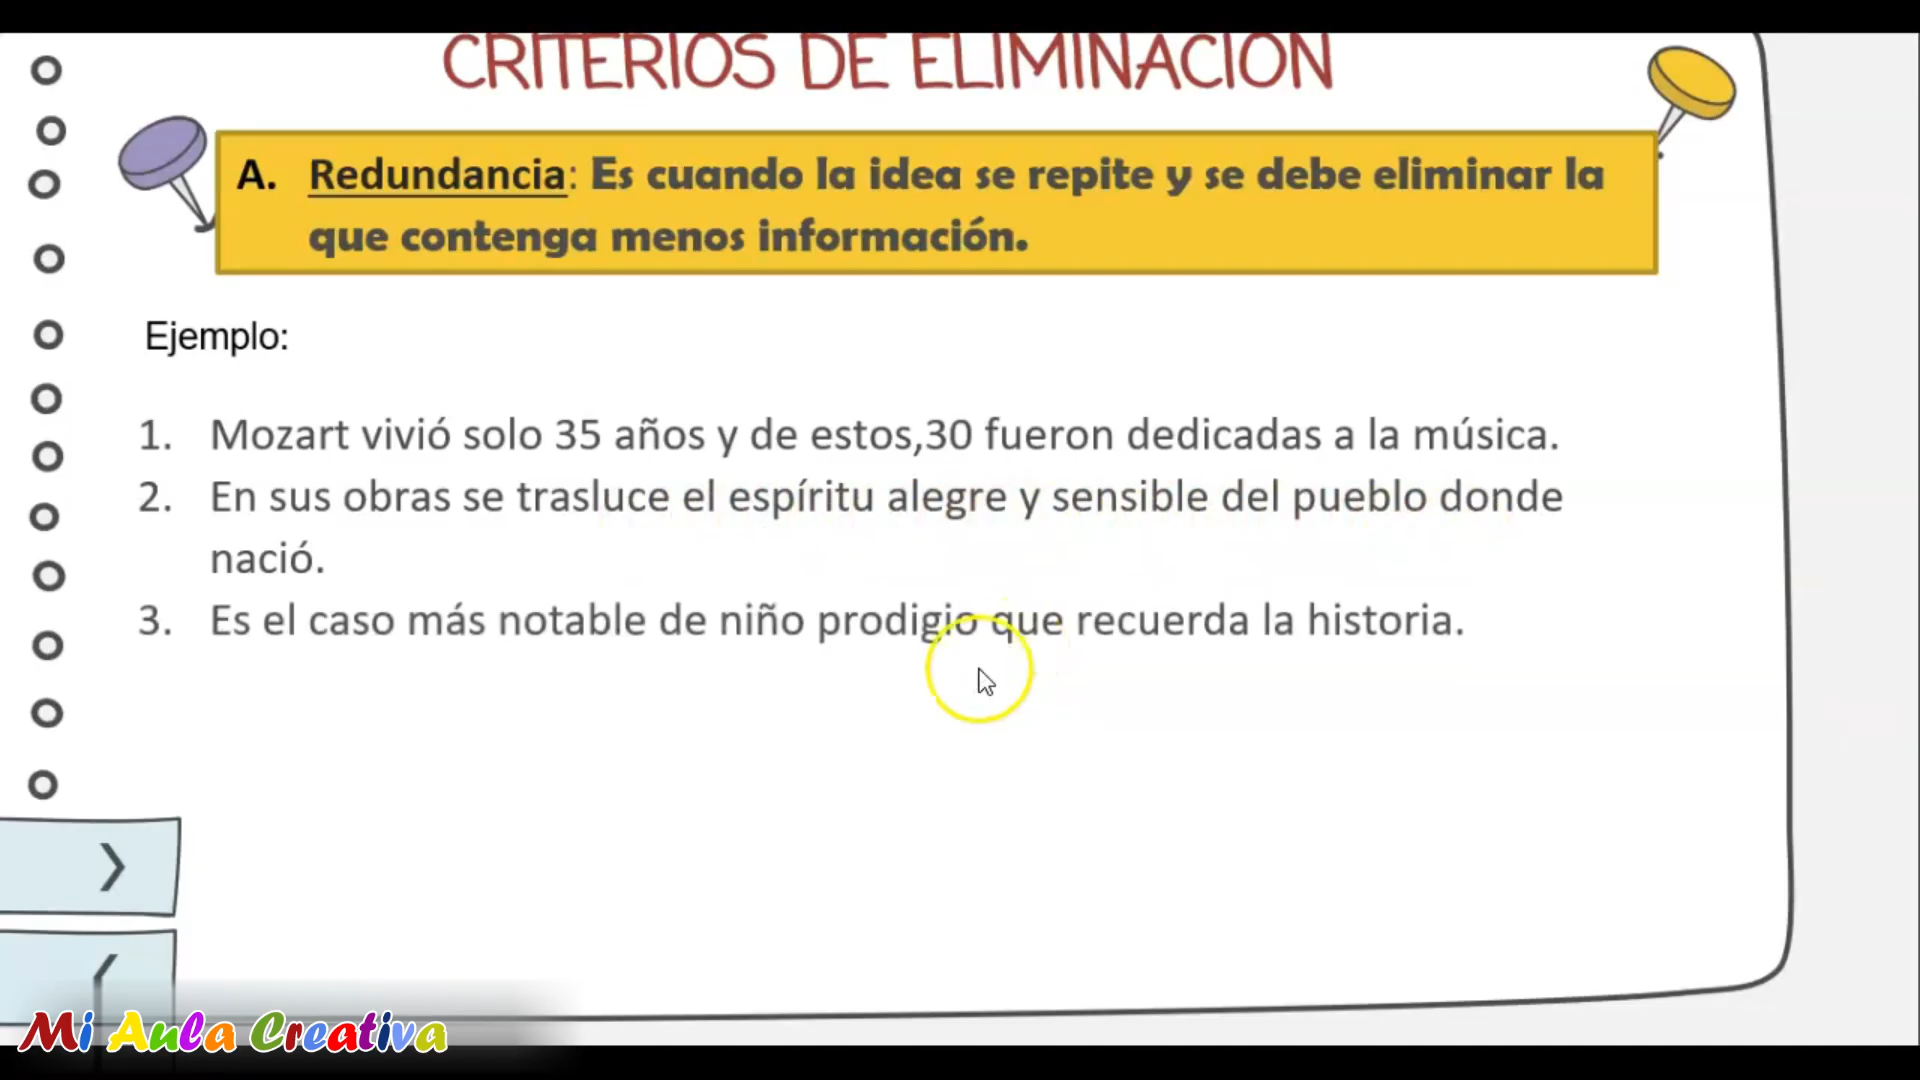 CRITERIOS DE ELIMINACION
A. Redundancia: Es cuando la idea se repite y se debe eliminar la
que contenga menos información.
Ejemplo:
1. Mozart vivió solo 35 años y de estos,30 fueron dedicadas a la música.
2. En sus obras se trasluce el espíritu alegre y sensible del pueblo donde
nació.
3. Es el caso más notable de niño prodigio que recuerda la historia.
Mi Aula Creativa